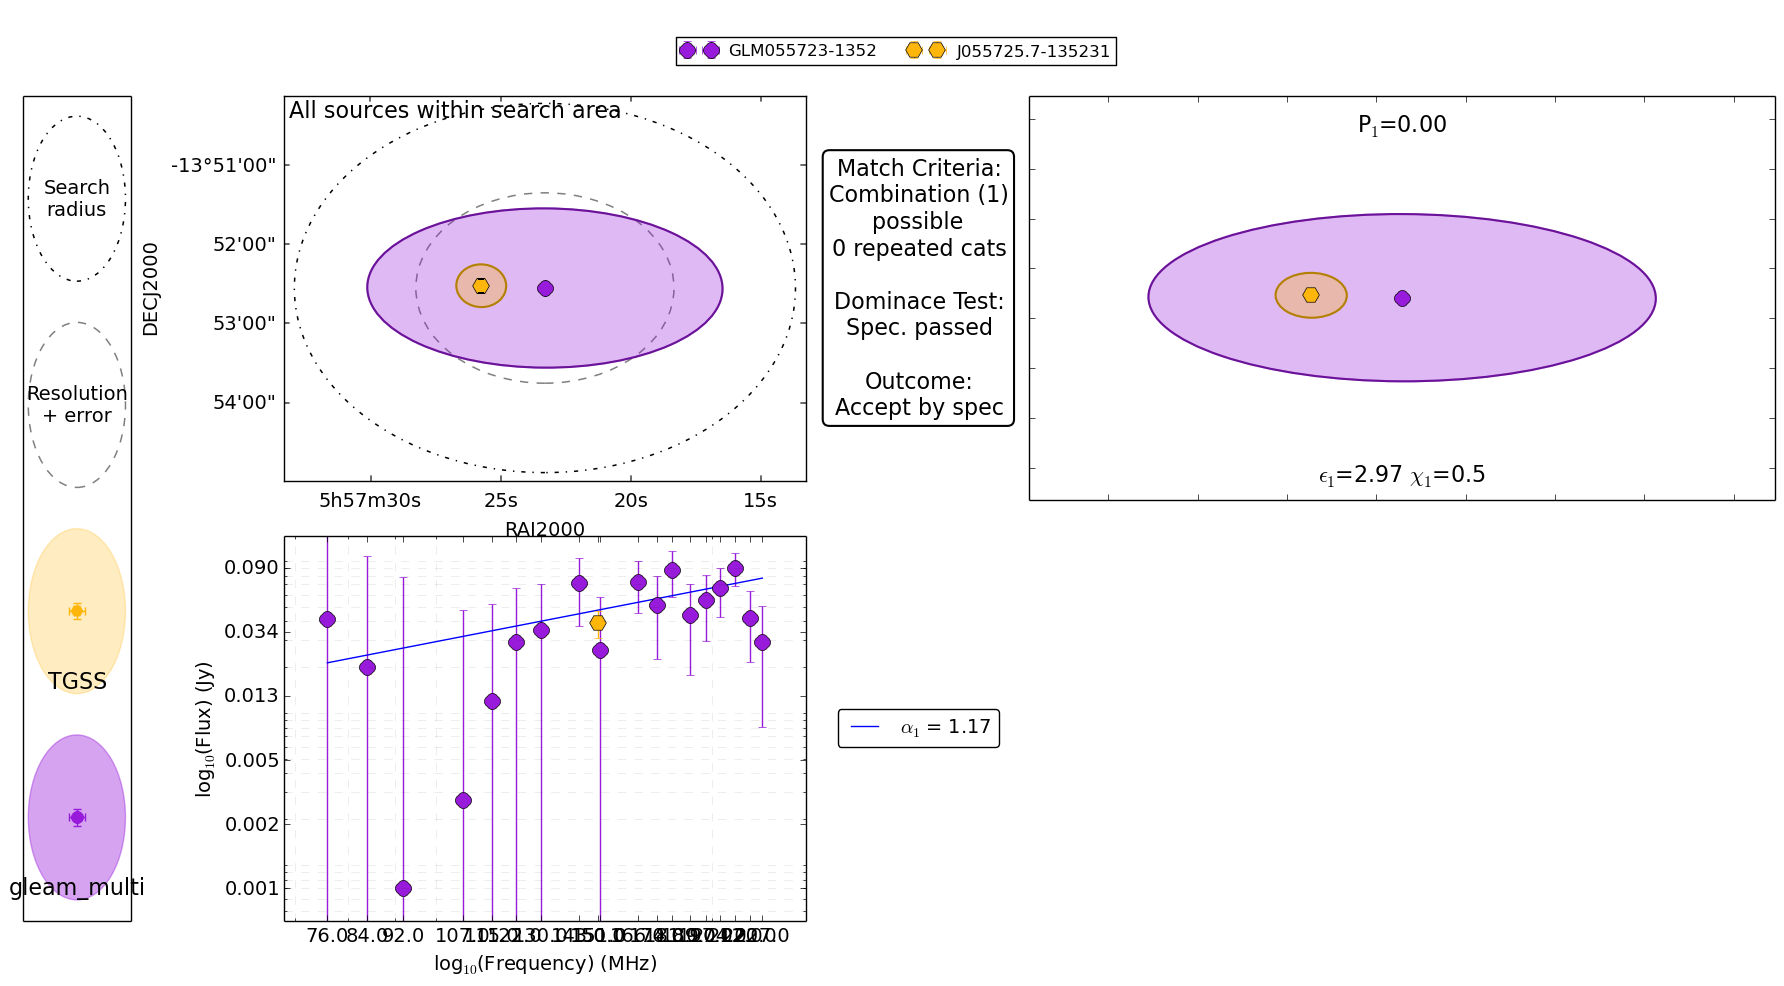 GLM055723-1352 J055725.7-135231
Search
radius
Resolution
+ error
TGSS
gleam_multi
All sources within search area
DECJ2000
-13°51'00"
52'00"
53'00"
54'00"
5h57m30s 25s 20s 15s
RAJ2000
Match Criteria:
Combination (1)
possible
0 repeated cats
Dominace Test:
Spec. passed
Outcome:
Accept by spec
P₁=0.00
ϵ₁=2.97 χ₁=0.5
log₁₀(Flux) (Jy)
0.090
0.034
0.013
0.005
0.002
0.001
76.0 84.0 92.0
log₁₀(Frequency) (MHz)
α₁ = 1.17